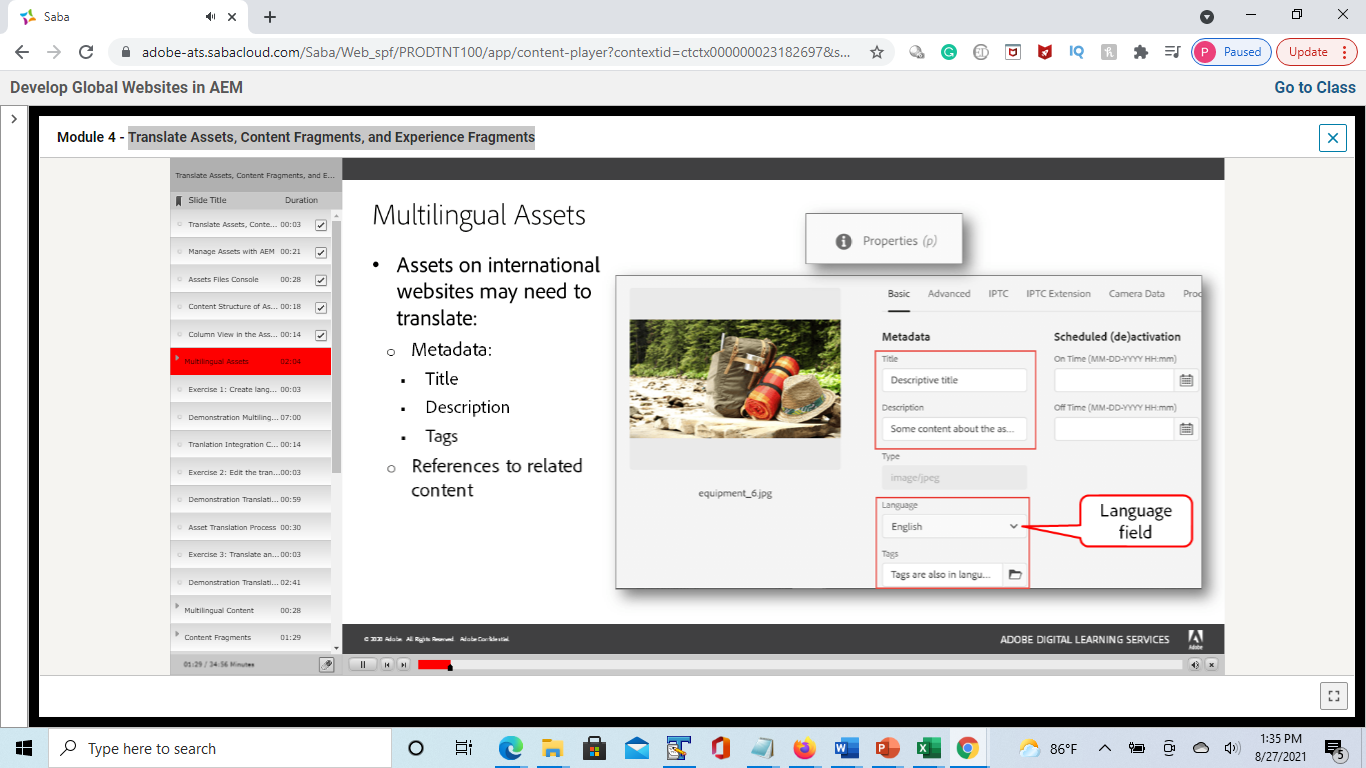 Saba
adobe-ats.sabacloud.com/Saba/Web_spf/PRODTNT100/app/content-player?contextid=ctctx000000023182697&s...
P Paused
Update
Develop Global Websites in AEM
Go to Class
Module 4 - Translate Assets, Content Fragments, and Experience Fragments
Translate Assets, Content Fragments, and E...
Slide Title Duration
Translate Assets, Conte... 00:03
Manage Assets with AEM 00:21
Assets Files Console 00:28
Content Structure of As... 00:18
Column View in the Ass... 00:14
Multilingual Assets 02:04
Exercise 1: Create lang... 00:03
Demonstration Multiling... 07:00
Tranlation Integration C... 00:14
Exercise 2: Edit the tran... 00:03
Demonstration Translati... 00:59
Asset Translation Process 00:30
Exercise 3: Translate an... 00:03
Demonstration Translati... 02:41
Multilingual Content 00:28
Content Fragments 01:29
01:29 / 34:56 Minutes
Multilingual Assets
• Assets on international
websites may need to
translate:
o Metadata:
▪ Title
▪ Description
▪ Tags
o References to related
content
Properties (p)
equipment_6.jpg
Basic Advanced IPTC IPTC Extension Camera Data Proc
Metadata
Title
Descriptive title
Description
Some content about the as...
Type
image/jpeg
Language
English
Tags
Tags are also in langu...
Scheduled (de)activation
On Time (MM-DD-YYYY HH:mm)
Off Time (MM-DD-YYYY HH:mm)
Language
field
© 2020 Adobe. All Rights Reserved. Adobe Confidential.
ADOBE DIGITAL LEARNING SERVICES
Adobe
Type here to search
86°F
1:35 PM
8/27/2021
5